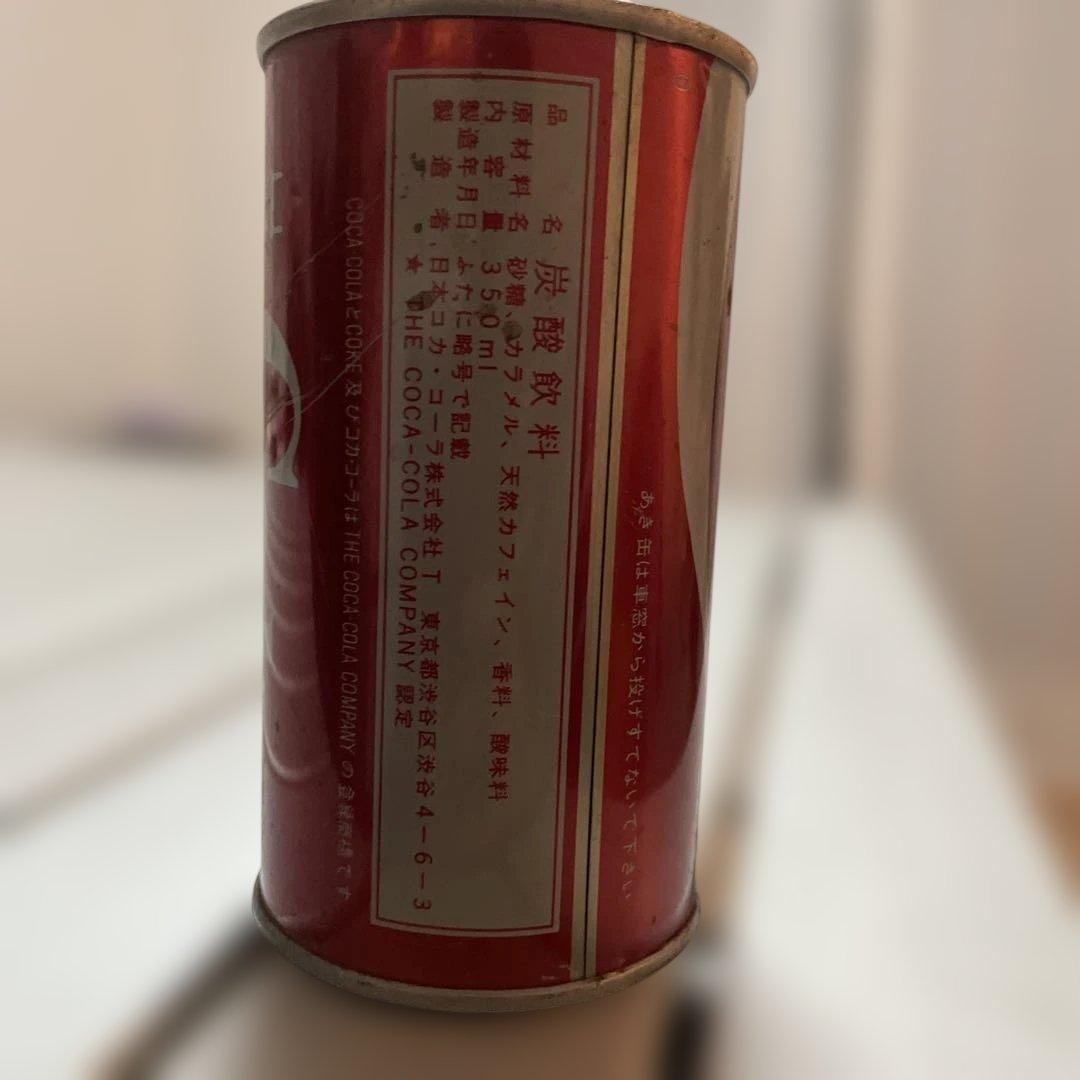 あき缶は車窓から投げすてないで下さい
品名 炭酸飲料
原材料名 砂糖、カラメル、天然カフェイン、香料、酸味料
内容量 350ml
製造年月日 ふたに略号で記載
製造者 日本コカ・コーラ株式会社T 東京都渋谷区渋谷4-6-3
★ THE COCA-COLA COMPANY 認定
COCA-COLAとCOKE及びコカ・コーラはTHE COCA-COLA COMPANYの登録商標です